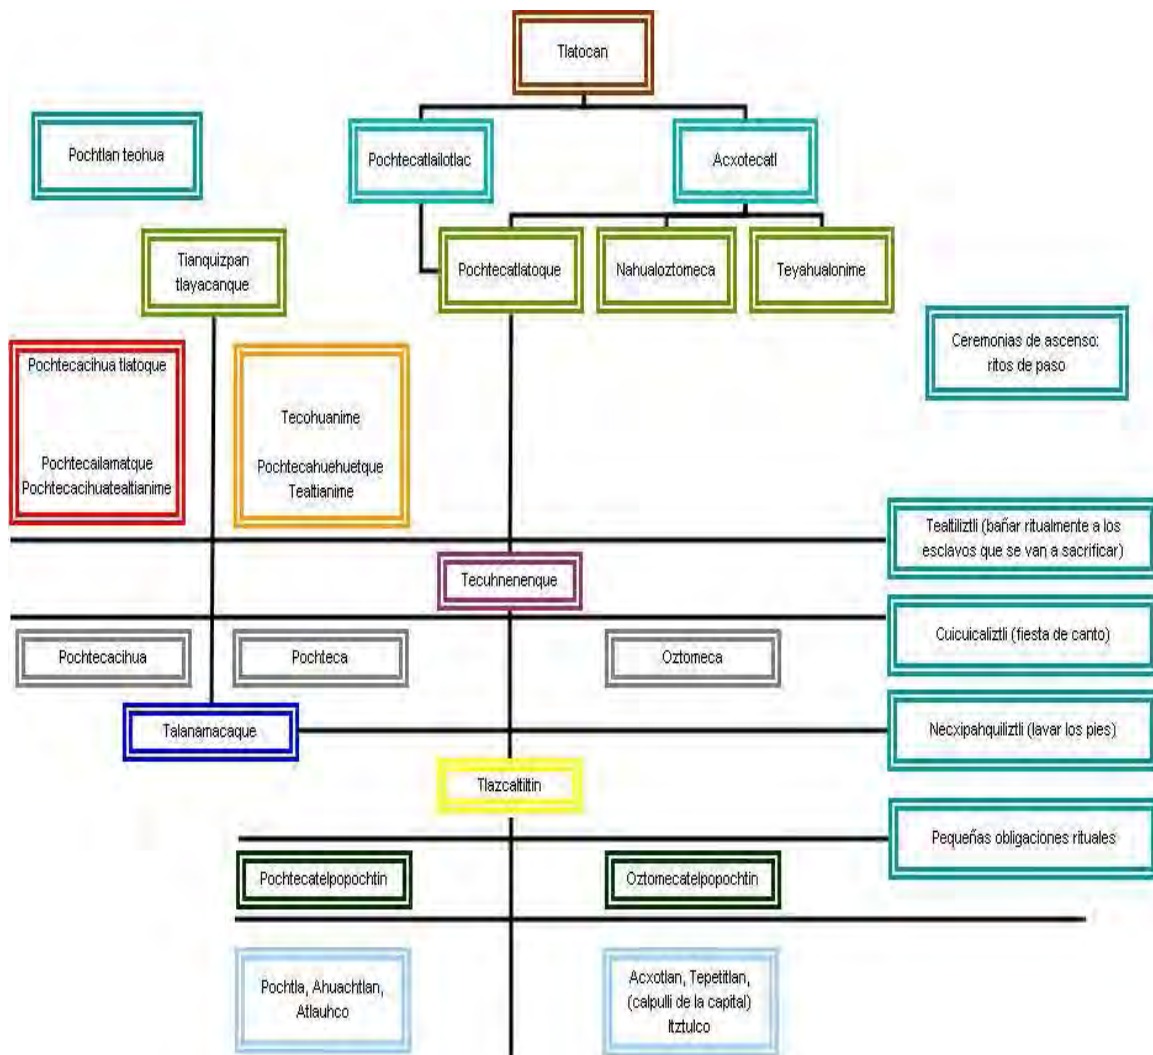 Tlatocan
Pochtlan teohua
Pochtecatlailotlac
Acxotecatl
Tianquizpan
tlayacanque
Pochtecatlatoque
Nahualoztomeca
Teyahualonime
Ceremonias de ascenso:
ritos de paso
Pochtecacihua tlatoque
Pochtecailamatque
Pochtecacihuatealtianime
Tecohuanime
Pochtecahuehuetque
Tealtianime
Tealtiliztli (bañar ritualmente a los
esclavos que se van a sacrificar)
Tecuhnenenque
Cuicuicaliztli (fiesta de canto)
Pochtecacihua
Pochteca
Oztomeca
Talanamacaque
Necxipahquiliztli (lavar los pies)
Tlazcaltiltin
Pequeñas obligaciones rituales
Pochtecatelpopochtin
Oztomecatelpopochtin
Pochtla, Ahuachtlan,
Atlauhco
Acxotlan, Tepetitlan,
(calpulli de la capital)
Itztulco